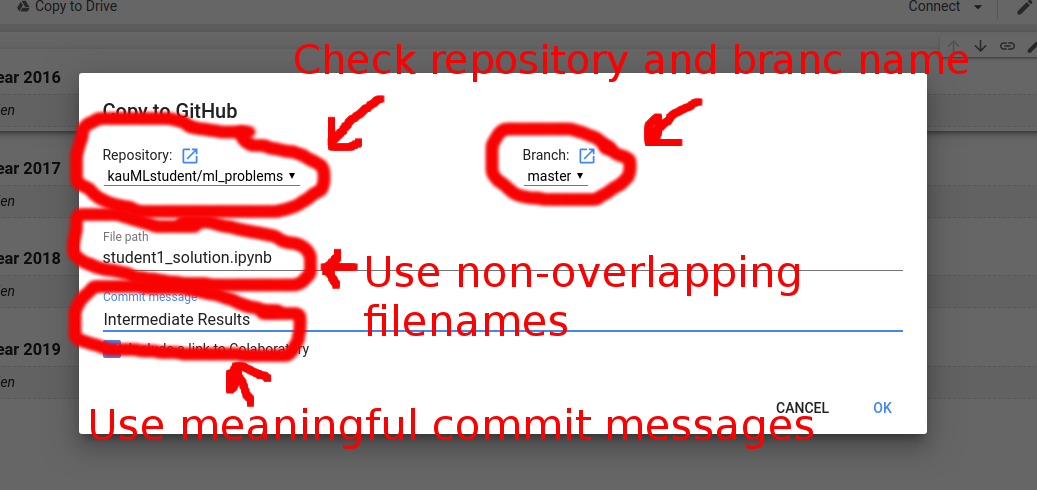 Copy to Drive
Connect
Check repository and branc name
ear 2016
en
Copy to GitHub
Repository:
Branch:
kauMLstudent/ml_problems
master
ear 2017
en
File path
student1_solution.ipynb
ear 2018
en
Use non-overlapping
filenames
Commit message
Intermediate Results
Include a link to Colaboratory
ear 2019
en
CANCEL
OK
Use meaningful commit messages